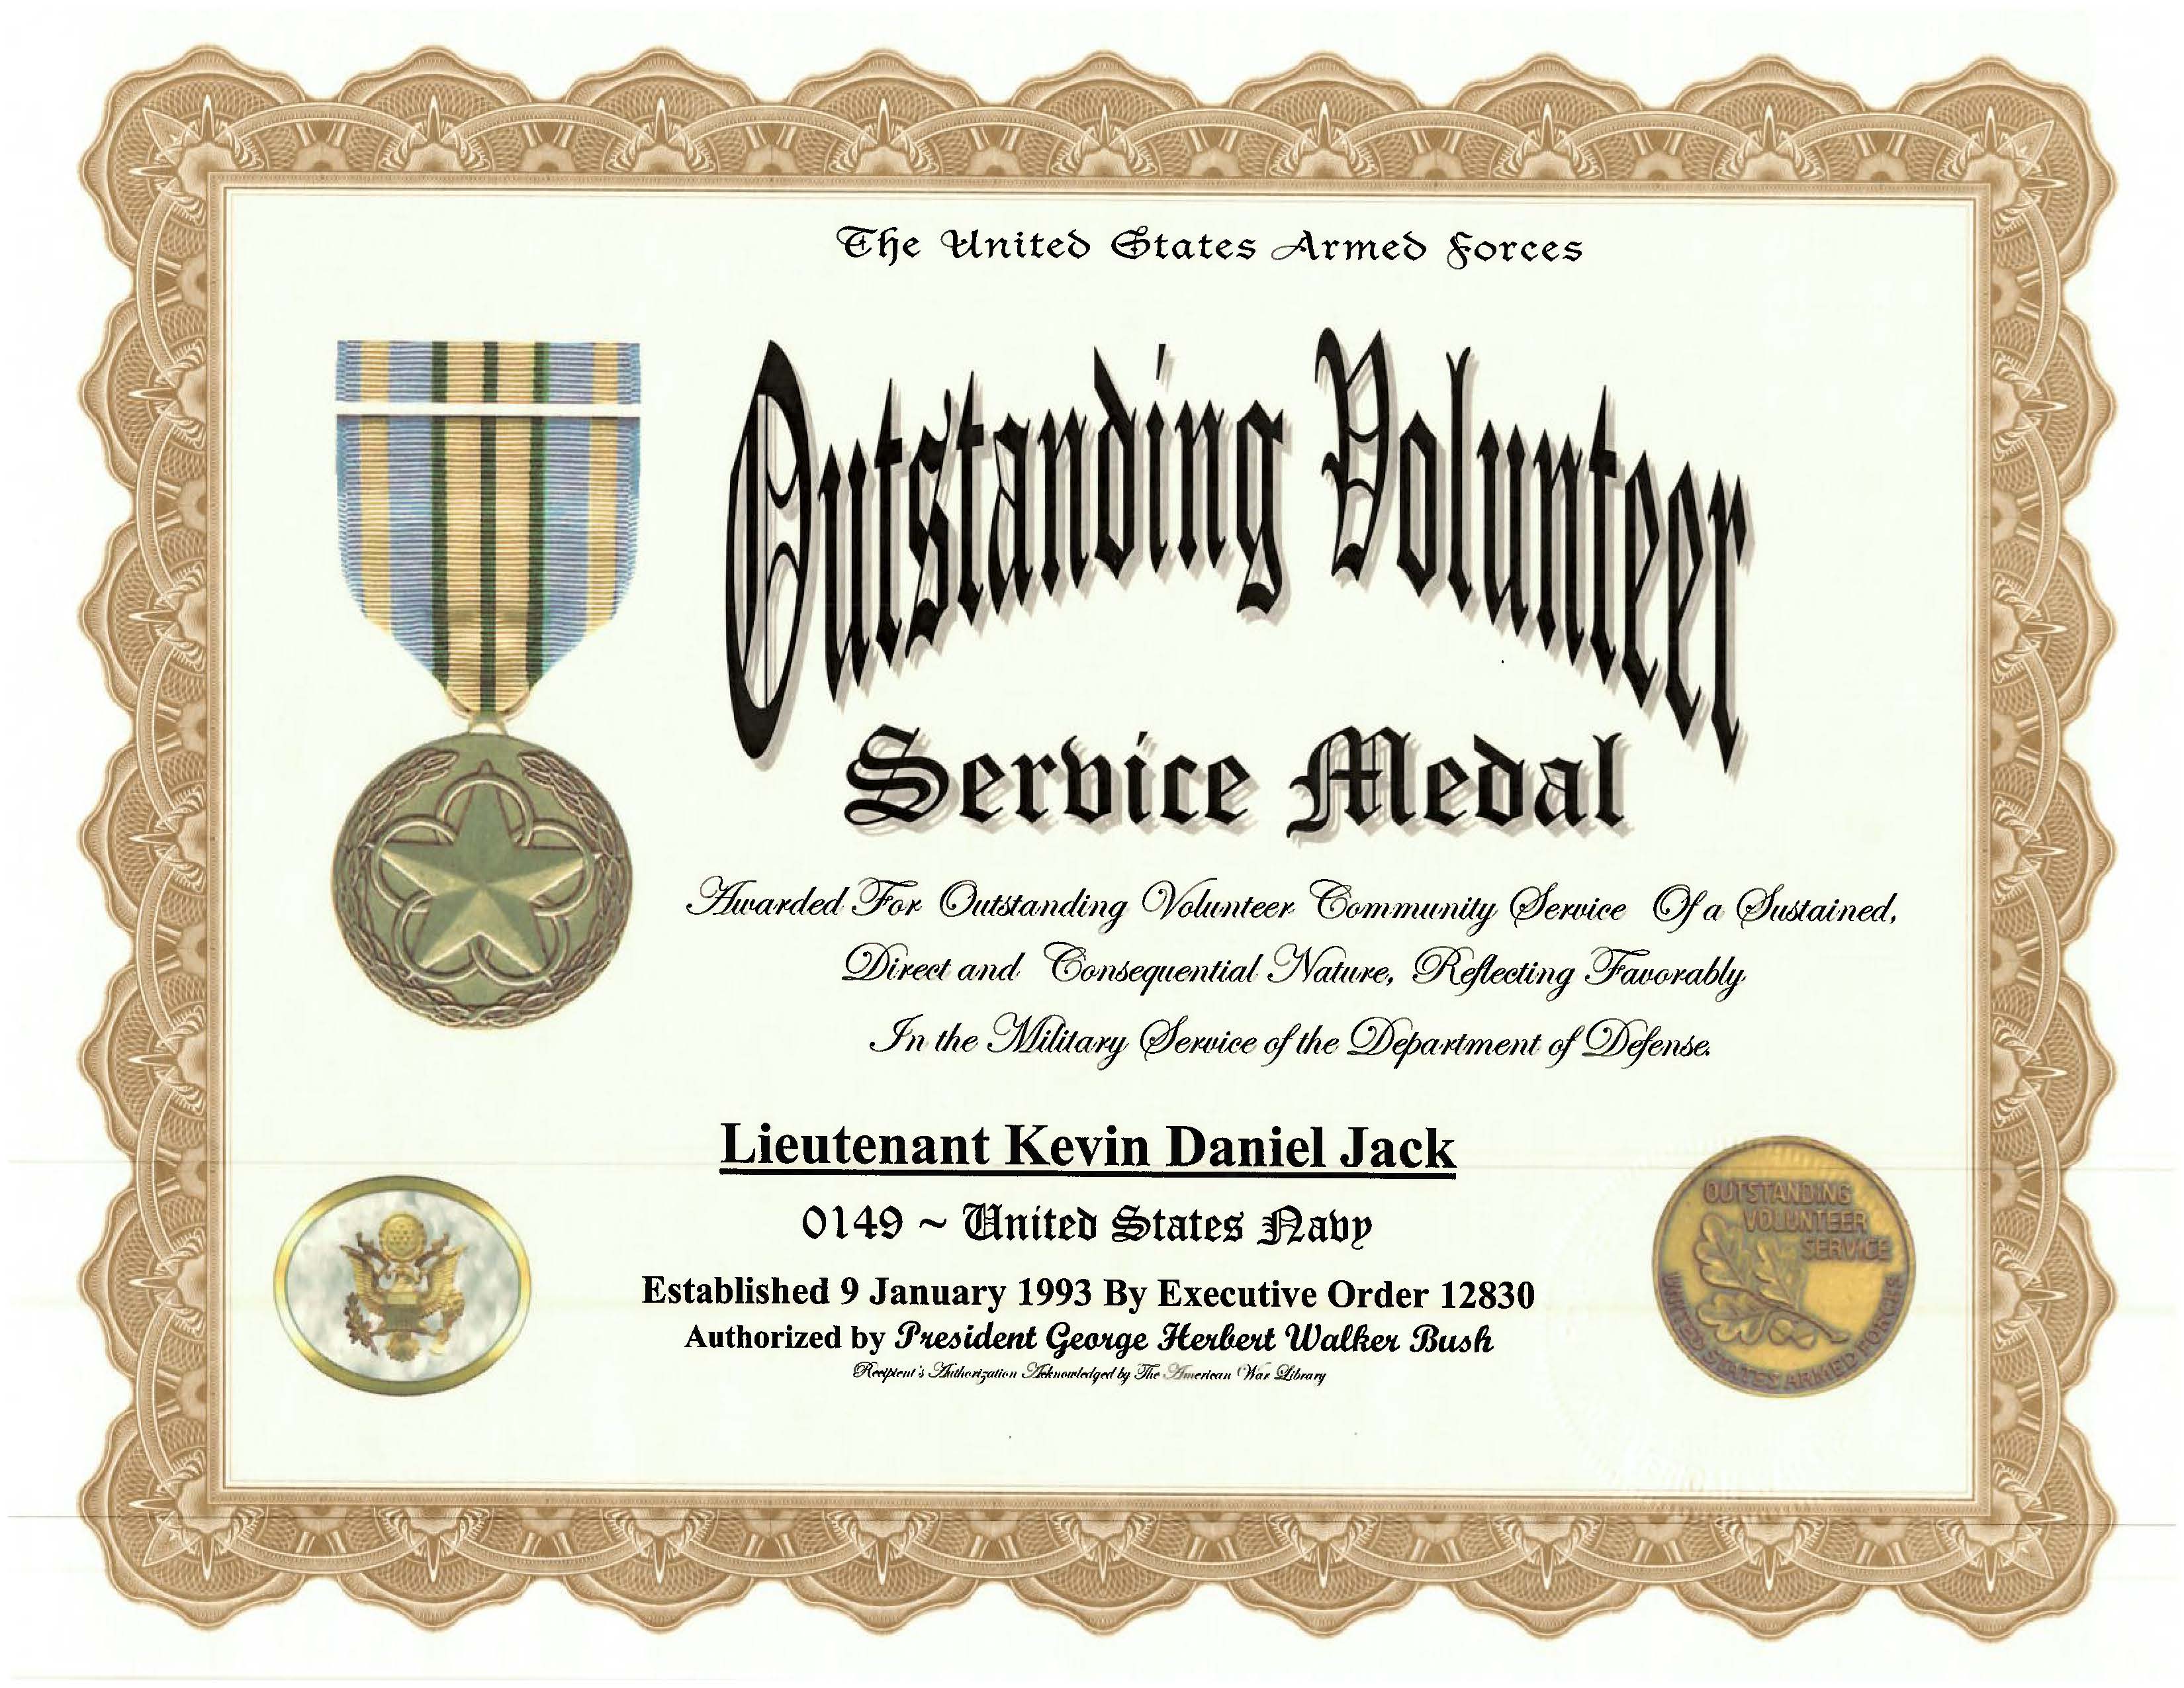 The United States Armed Forces
Outstanding Volunteer
Service Medal
Awarded For Outstanding Volunteer Community Service Of a Sustained,
Direct and Consequential Nature, Reflecting Favorably
In the Military Service of the Department of Defense.
Lieutenant Kevin Daniel Jack
0149 ~ United States Navy
Established 9 January 1993 By Executive Order 12830
Authorized by President George Herbert Walker Bush
Recipient's Authorization Acknowledged by The American War Library
OUTSTANDING
VOLUNTEER
SERVICE
UNITED STATES ARMED FORCES